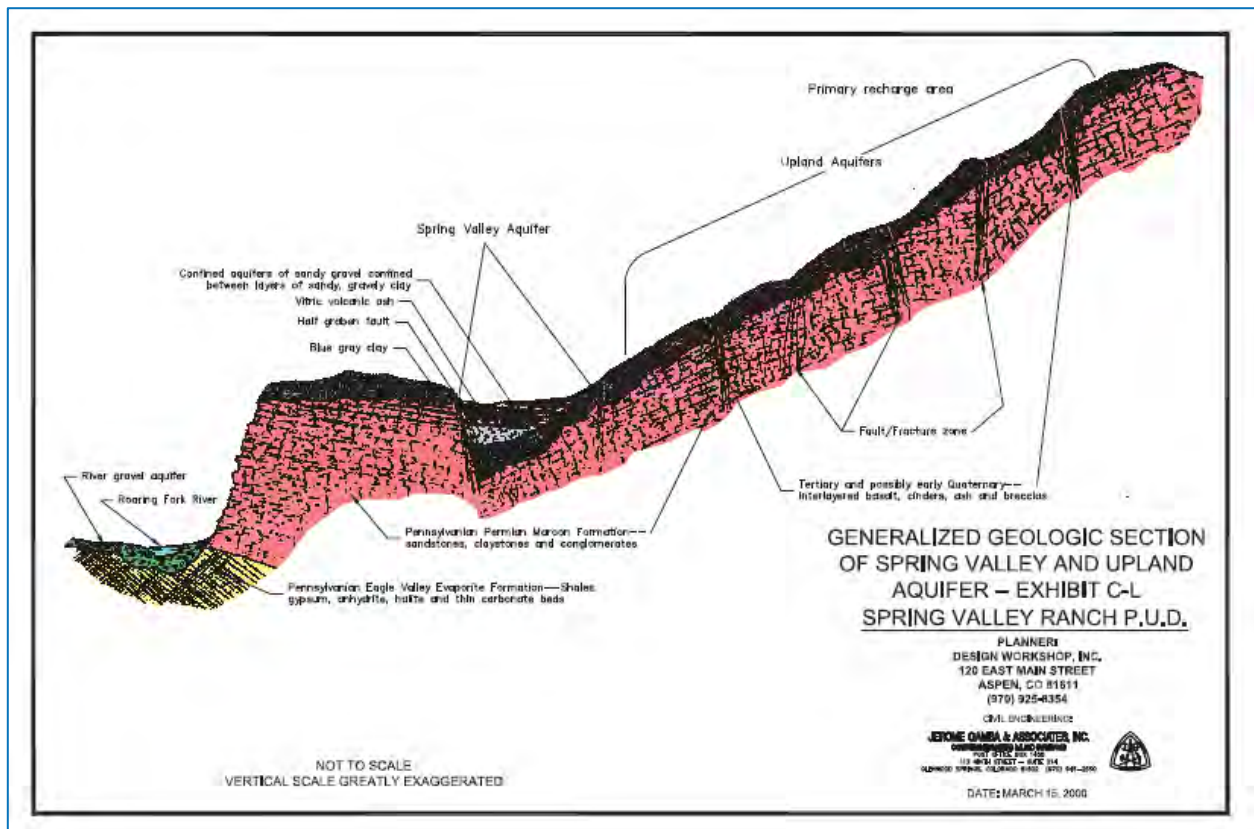 Primary recharge area
Upland Aquifers
Spring Valley Aquifer
Confined aquifers of sandy gravel confined
between layers of sandy, gravely clay
Vitric volcanic ash
Half graben fault
Blue gray clay
River gravel aquifer
Roaring Fork River
Fault/Fracture zone
Tertiary and possibly early Quaternary--
Interlayered basalt, cinders, ash and breccias
Pennsylvanian Permian Maroon Formation--
sandstones, claystones and conglomerates
Pennsylvanian Eagle Valley Evaporite Formation--Shales
gypsum, anhydrite, halite and thin carbonate beds
GENERALIZED GEOLOGIC SECTION
OF SPRING VALLEY AND UPLAND
AQUIFER – EXHIBIT C-L
SPRING VALLEY RANCH P.U.D.
PLANNER:
DESIGN WORKSHOP, INC.
120 EAST MAIN STREET
ASPEN, CO 81611
(970) 925-8354
CIVIL ENGINEERING:
JEROME GAMBA & ASSOCIATES, INC.
POST OFFICE BOX
GLENWOOD SPRINGS, COLORADO
NOT TO SCALE
VERTICAL SCALE GREATLY EXAGGERATED
DATE: MARCH 15, 2000